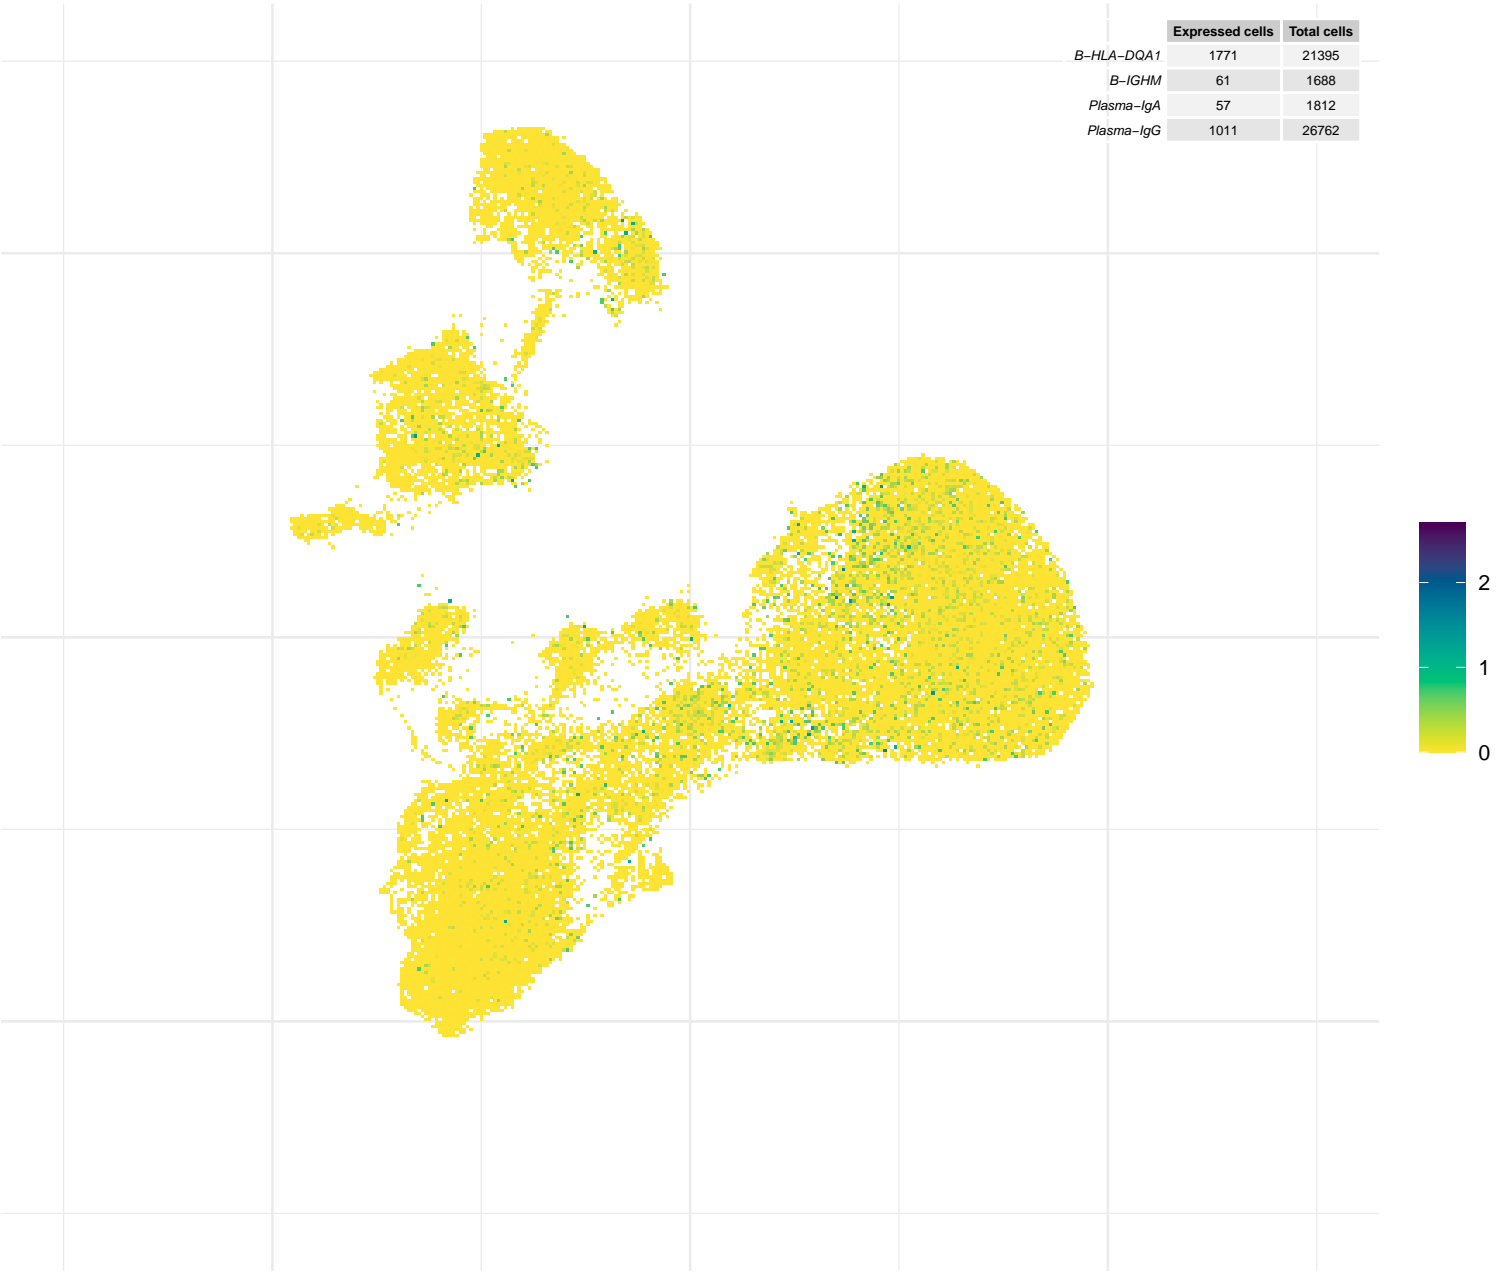 Expressed cells Total cells
B−HLA−DQA1 1771 21395
B−IGHM 61 1688
Plasma−IgA 57 1812
Plasma−IgG 1011 26762
2
1
0